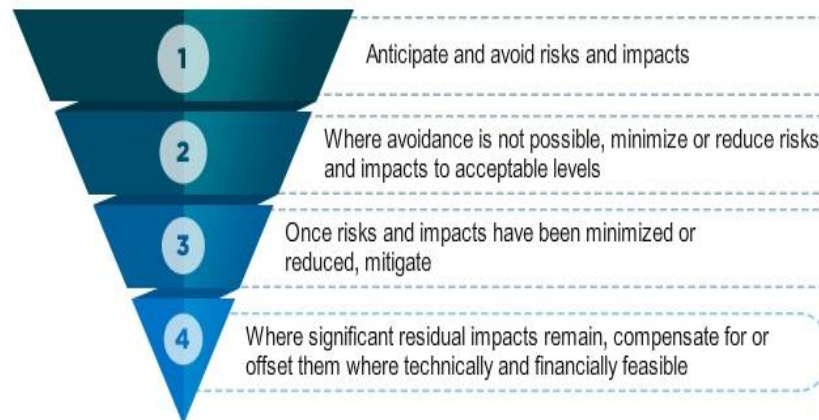 1
Anticipate and avoid risks and impacts
2
Where avoidance is not possible, minimize or reduce risks
and impacts to acceptable levels
3
Once risks and impacts have been minimized or
reduced, mitigate
4
Where significant residual impacts remain, compensate for or
offset them where technically and financially feasible